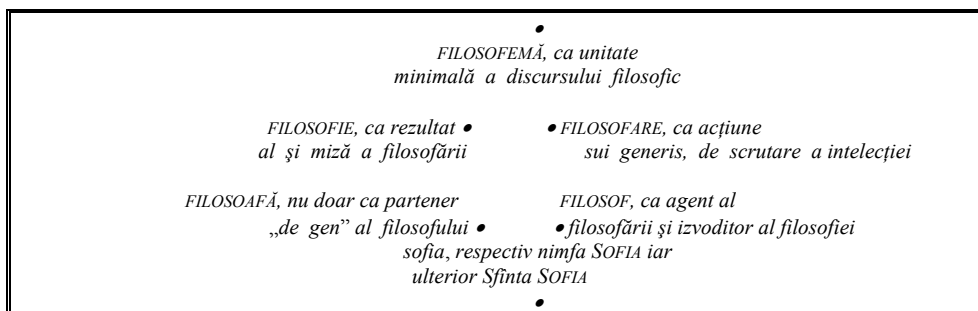 •
FILOSOFEMĂ, ca unitate
minimală a discursului filosofic
FILOSOFIE, ca rezultat • • FILOSOFARE, ca acțiune
al şi miză a filosofării sui generis, de scrutare a intelecției
FILOSOAFĂ, nu doar ca partener FILOSOF, ca agent al
„de gen” al filosofului • • filosofării şi izvoditor al filosofiei
sofia, respectiv nimfa SOFIA iar
ulterior Sfînta SOFIA
•